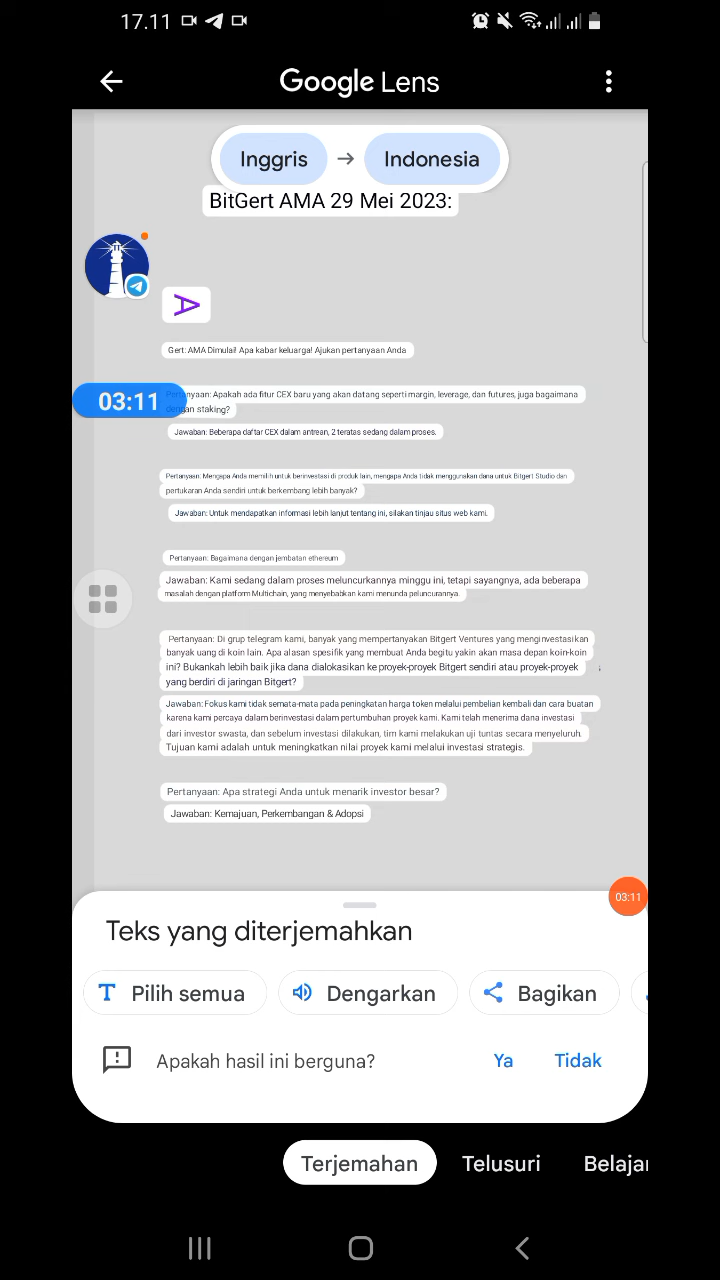 17.11
Google Lens
Inggris → Indonesia
BitGert AMA 29 Mei 2023:
Gert: AMA Dimulai! Apa kabar keluarga! Ajukan pertanyaan Anda
03:11
Pertanyaan: Apakah ada fitur CEX baru yang akan datang seperti margin, leverage, dan futures, juga bagaimana
dengan staking?
Jawaban: Beberapa daftar CEX dalam antrean, 2 teratas sedang dalam proses.
Pertanyaan: Mengapa Anda memilih untuk berinvestasi di produk lain, mengapa Anda tidak menggunakan dana untuk Bitgert Studio dan
pertukaran Anda sendiri untuk berkembang lebih banyak?
Jawaban: Untuk mendapatkan informasi lebih lanjut tentang ini, silakan tinjau situs web kami.
Pertanyaan: Bagaimana dengan jembatan ethereum
Jawaban: Kami sedang dalam proses meluncurkannya minggu ini, tetapi sayangnya, ada beberapa
masalah dengan platform Multichain, yang menyebabkan kami menunda peluncurannya.
Pertanyaan: Di grup telegram kami, banyak yang mempertanyakan Bitgert Ventures yang menginvestasikan
banyak uang di koin lain. Apa alasan spesifik yang membuat Anda begitu yakin akan masa depan koin-koin
ini? Bukankah lebih baik jika dana dialokasikan ke proyek-proyek Bitgert sendiri atau proyek-proyek
yang berdiri di jaringan Bitgert?
Jawaban: Fokus kami tidak semata-mata pada peningkatan harga token melalui pembelian kembali dan cara buatan
karena kami percaya dalam berinvestasi dalam pertumbuhan proyek kami. Kami telah menerima dana investasi
dari investor swasta, dan sebelum investasi dilakukan, tim kami melakukan uji tuntas secara menyeluruh.
Tujuan kami adalah untuk meningkatkan nilai proyek kami melalui investasi strategis.
Pertanyaan: Apa strategi Anda untuk menarik investor besar?
Jawaban: Kemajuan, Perkembangan & Adopsi
03:11
Teks yang diterjemahkan
Pilih semua
Dengarkan
Bagikan
Apakah hasil ini berguna?
Ya
Tidak
Terjemahan
Telusuri
Belajar